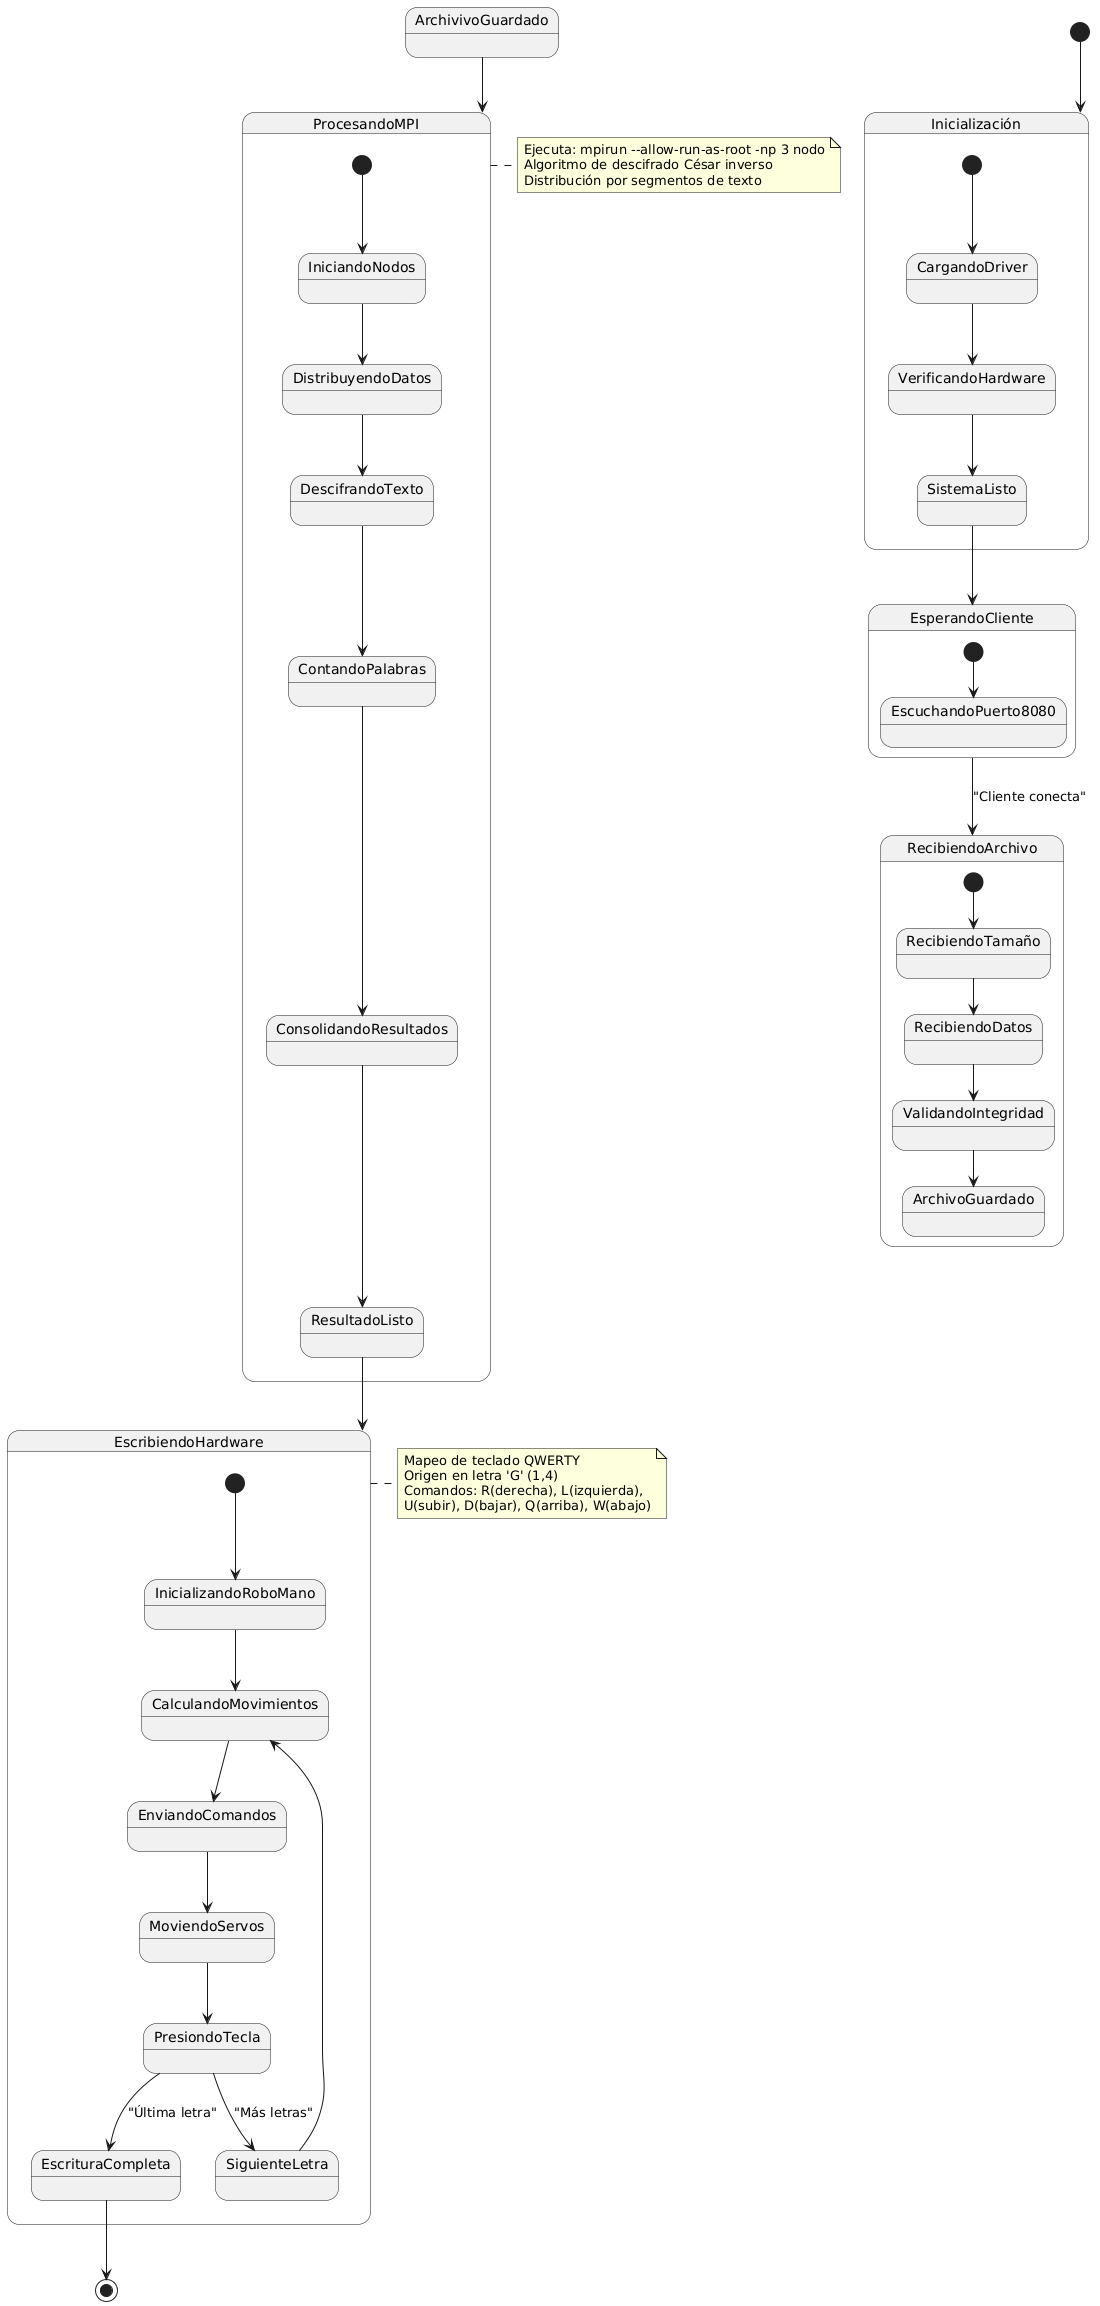 ArchivivoGuardado
ProcesandoMPI
Ejecuta: mpirun --allow-run-as-root -np 3 nodo
Algoritmo de descifrado César inverso
Distribución por segmentos de texto
IniciandoNodos
DistribuyendoDatos
DescifrandoTexto
ContandoPalabras
ConsolidandoResultados
ResultadoListo
Inicialización
CargandoDriver
VerificandoHardware
SistemaListo
EsperandoCliente
EscuchandoPuerto8080
"Cliente conecta"
RecibiendoArchivo
RecibiendoTamaño
RecibiendoDatos
ValidandoIntegridad
ArchivoGuardado
EscribiendoHardware
Mapeo de teclado QWERTY
Origen en letra 'G' (1,4)
Comandos: R(derecha), L(izquierda),
U(subir), D(bajar), Q(arriba), W(abajo)
InicializandoRoboMano
CalculandoMovimientos
EnviandoComandos
MoviendoServos
PresiondoTecla
"Última letra"
"Más letras"
EscrituraCompleta
SiguienteLetra